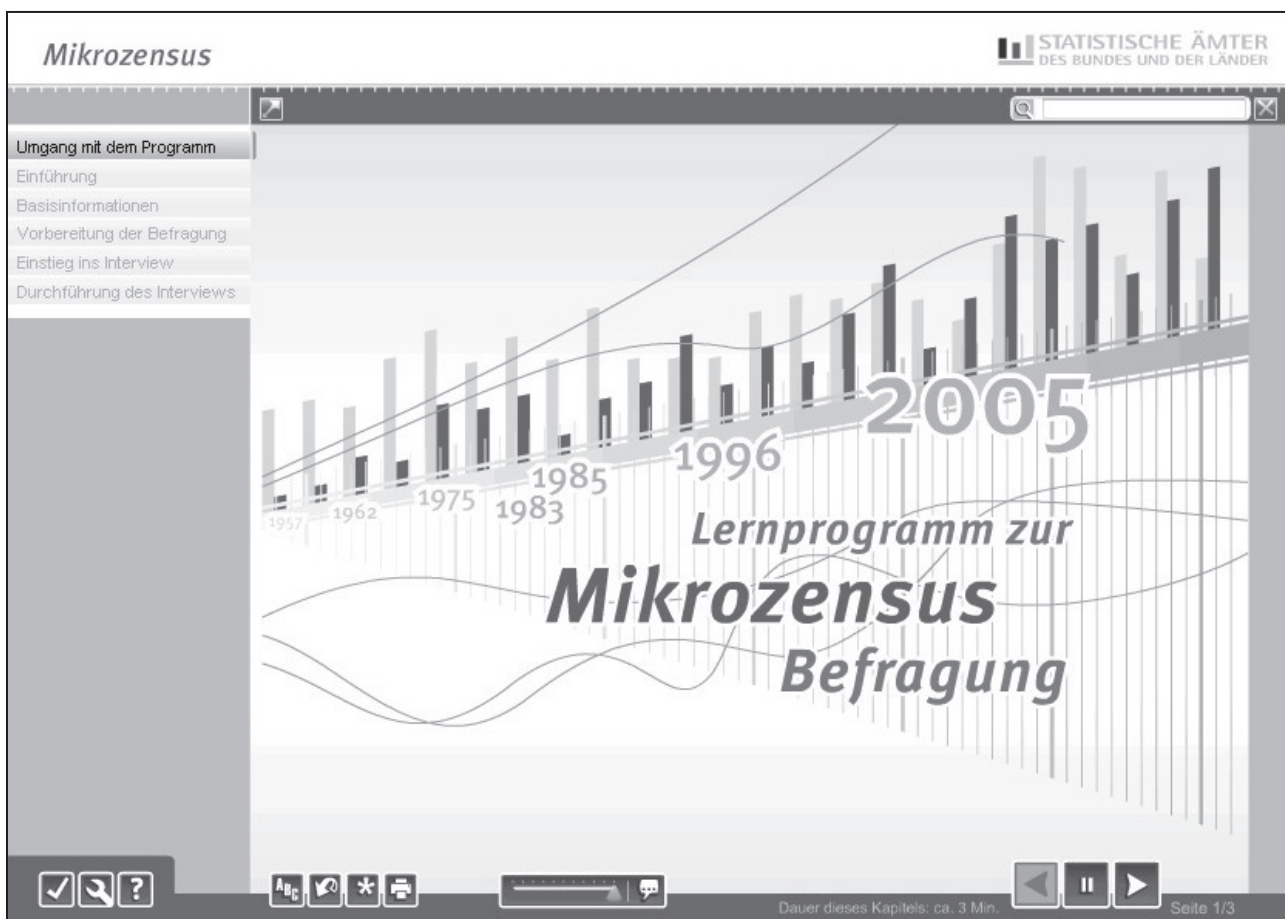 Mikrozensus
STATISTISCHE ÄMTER
DES BUNDES UND DER LÄNDER
Umgang mit dem Programm
Einführung
Basisinformationen
Vorbereitung der Befragung
Einstieg ins Interview
Durchführung des Interviews
1957
1962
1975
1983
1985
1996
2005
Lernprogramm zur
Mikrozensus
Befragung
?
ABC
*
Dauer dieses Kapitels: ca. 3 Min.
Seite 1/3